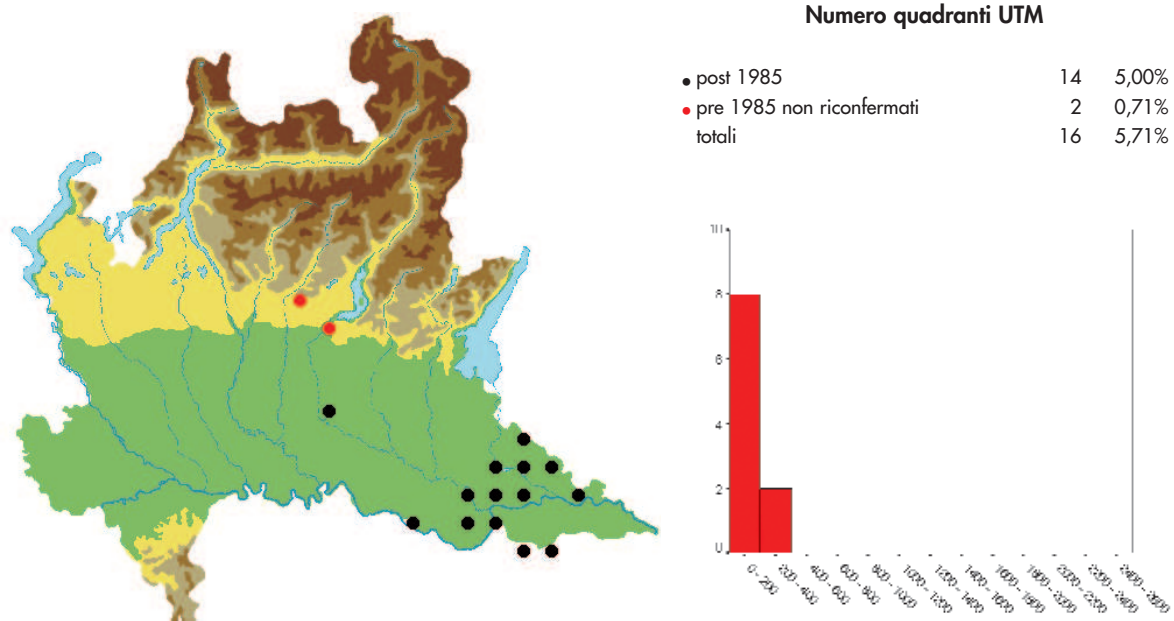 Numero quadranti UTM
● post 1985 14 5,00%
● pre 1985 non riconfermati 2 0,71%
totali 16 5,71%
8
6
4
2
0 - 200
200 - 400
400 - 600
600 - 800
800 - 1000
1000 - 1200
1200 - 1400
1400 - 1600
1600 - 1800
1800 - 2000
2000 - 2200
2200 - 2400
2400 - 2600